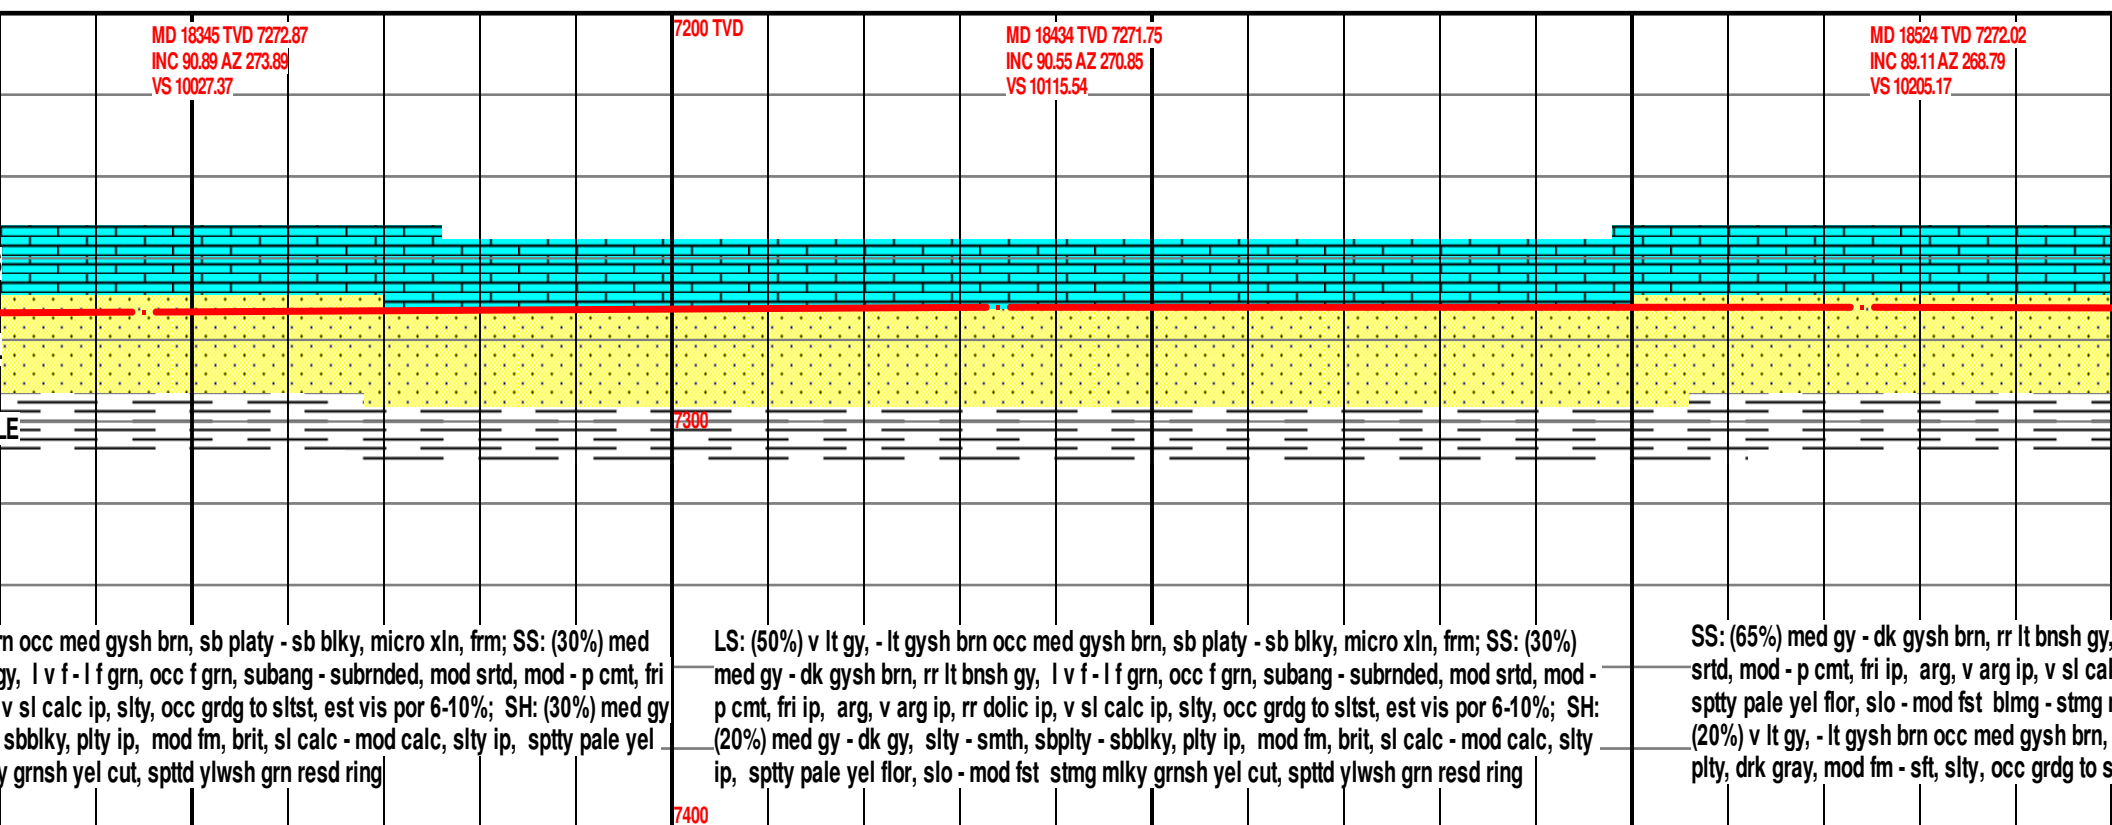 MD 18345 TVD 7272.87
INC 90.89 AZ 273.89
VS 10027.37
7200 TVD
MD 18434 TVD 7271.75
INC 90.55 AZ 270.85
VS 10115.54
MD 18524 TVD 7272.02
INC 89.11 AZ 268.79
VS 10205.17
LE
7300
rn occ med gysh brn, sb platy - sb blky, micro xln, frm; SS: (30%) med
gy, l v f - l f grn, occ f grn, subang - subrnded, mod srtd, mod - p cmt, fri
v sl calc ip, slty, occ grdg to sltst, est vis por 6-10%; SH: (30%) med gy
sbblky, plty ip, mod fm, brit, sl calc - mod calc, slty ip, sptty pale yel
y grnsh yel cut, spttd ylwsh grn resd ring
LS: (50%) v lt gy, - lt gysh brn occ med gysh brn, sb platy - sb blky, micro xln, frm; SS: (30%)
med gy - dk gysh brn, rr lt bnsh gy, l v f - l f grn, occ f grn, subang - subrnded, mod srtd, mod -
p cmt, fri ip, arg, v arg ip, rr dolic ip, v sl calc ip, slty, occ grdg to sltst, est vis por 6-10%; SH:
(20%) med gy - dk gy, slty - smth, sbplty - sbblky, plty ip, mod fm, brit, sl calc - mod calc, slty
ip, sptty pale yel flor, slo - mod fst stmg mlky grnsh yel cut, spttd ylwsh grn resd ring
SS: (65%) med gy - dk gysh brn, rr lt bnsh gy,
srtd, mod - p cmt, fri ip, arg, v arg ip, v sl cal
sptty pale yel flor, slo - mod fst blmg - stmg
(20%) v lt gy, - lt gysh brn occ med gysh brn,
plty, drk gray, mod fm - sft, slty, occ grdg to s
7400